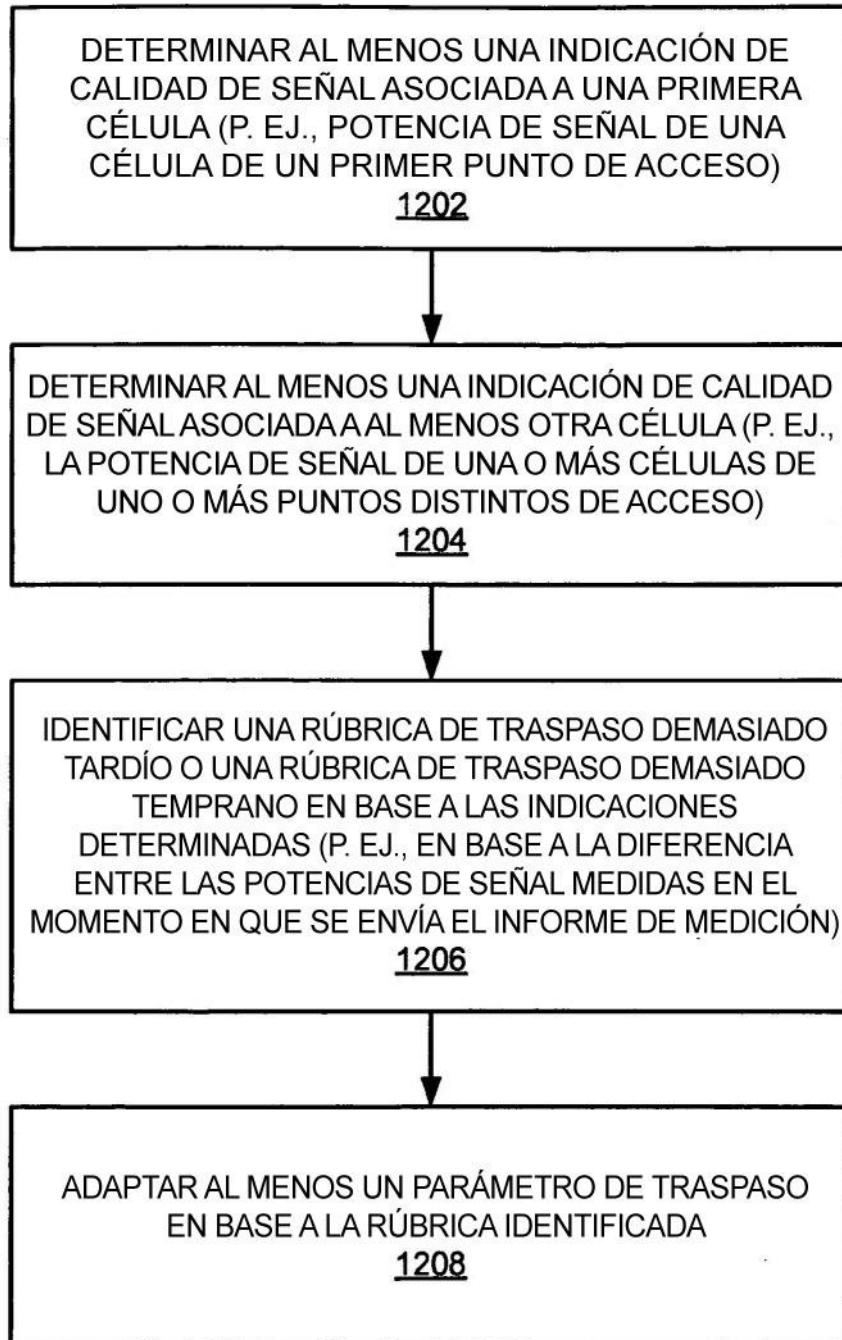 DETERMINAR AL MENOS UNA INDICACIÓN DE
CALIDAD DE SEÑAL ASOCIADA A UNA PRIMERA
CÉLULA (P. EJ., POTENCIA DE SEÑAL DE UNA
CÉLULA DE UN PRIMER PUNTO DE ACCESO)
1202
DETERMINAR AL MENOS UNA INDICACIÓN DE CALIDAD
DE SEÑAL ASOCIADA A AL MENOS OTRA CÉLULA (P. EJ.,
LA POTENCIA DE SEÑAL DE UNA O MÁS CÉLULAS DE
UNO O MÁS PUNTOS DISTINTOS DE ACCESO)
1204
IDENTIFICAR UNA RÚBRICA DE TRASPASO DEMASIADO
TARDÍO O UNA RÚBRICA DE TRASPASO DEMASIADO
TEMPRANO EN BASE A LAS INDICACIONES
DETERMINADAS (P. EJ., EN BASE A LA DIFERENCIA
ENTRE LAS POTENCIAS DE SEÑAL MEDIDAS EN EL
MOMENTO EN QUE SE ENVÍA EL INFORME DE MEDICIÓN)
1206
ADAPTAR AL MENOS UN PARÁMETRO DE TRASPASO
EN BASE A LA RÚBRICA IDENTIFICADA
1208